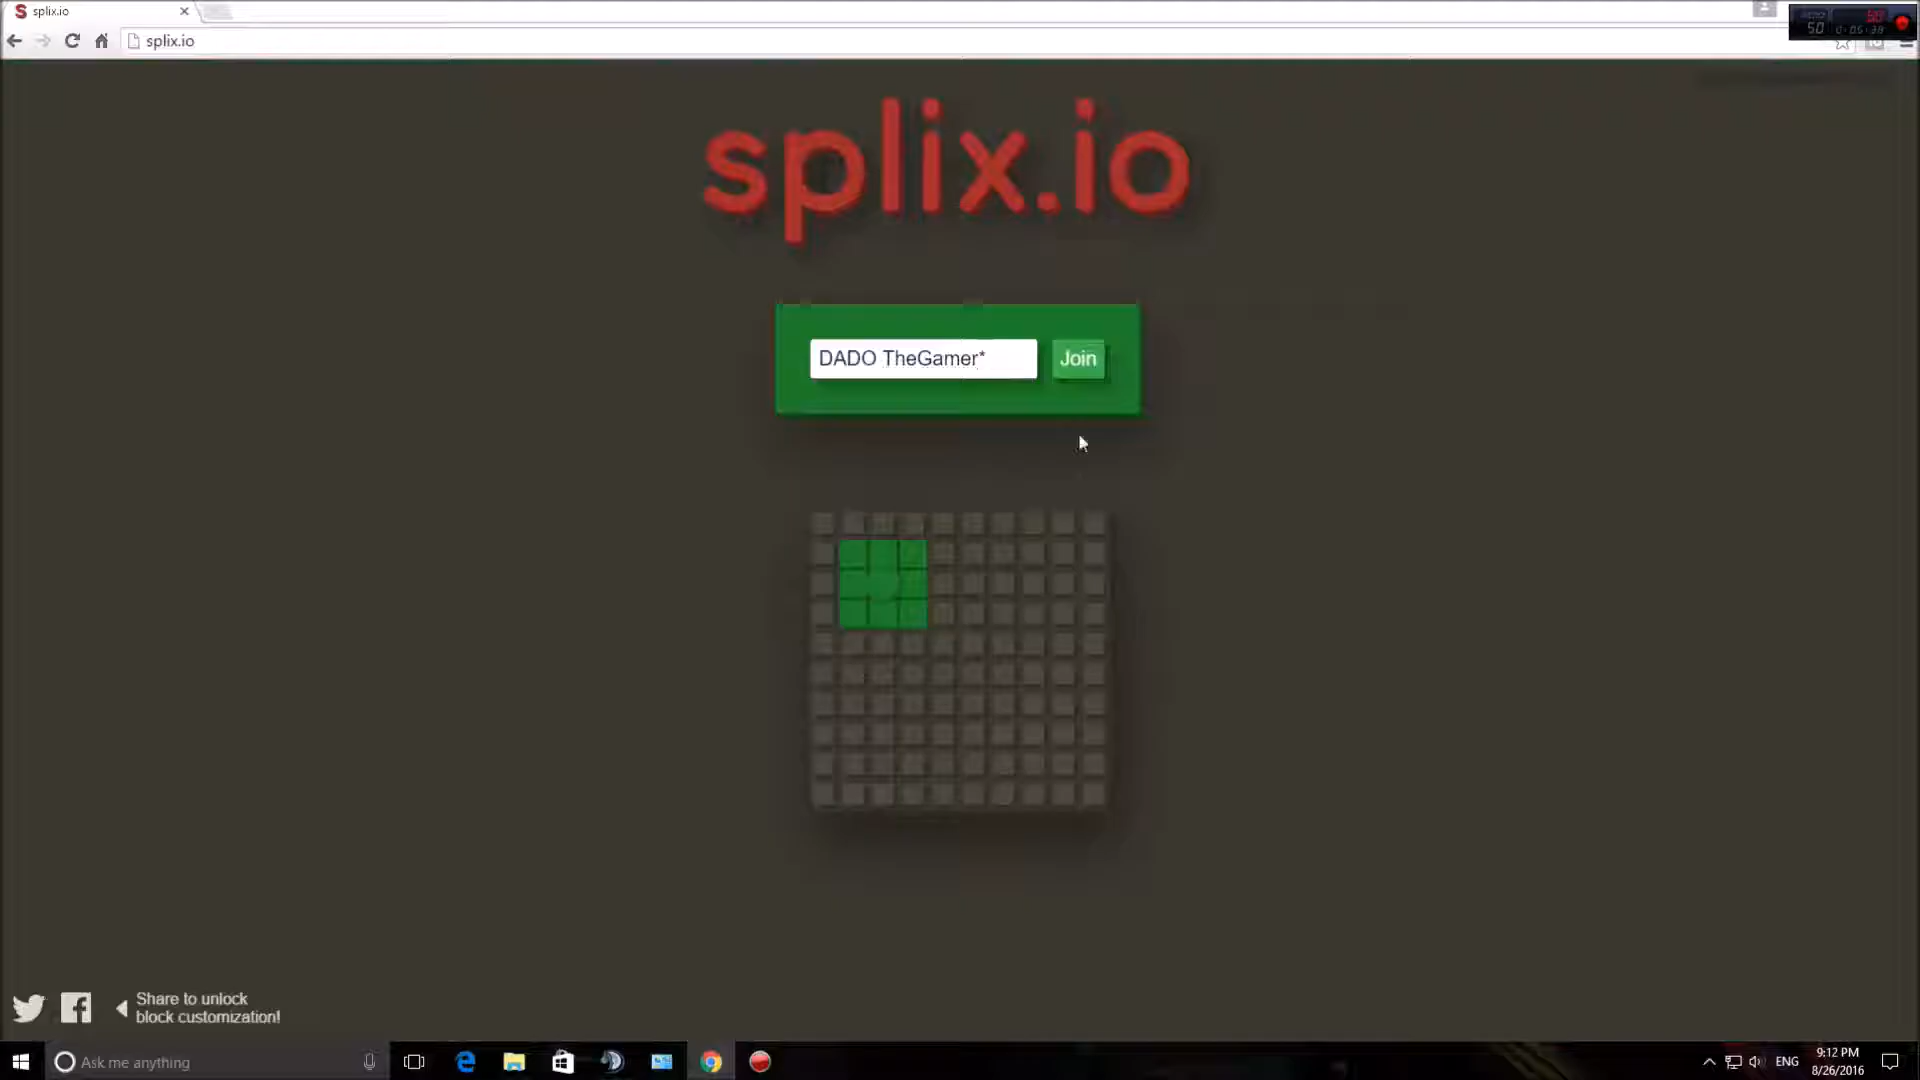 splix.io
splix.io
splix.io
DADO TheGamer*
Join
Share to unlock
block customization!
Ask me anything
ENG
9:12 PM
8/26/2016